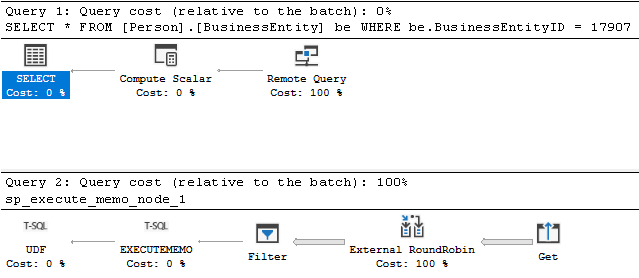 Query 1: Query cost (relative to the batch): 0%
SELECT * FROM [Person].[BusinessEntity] be WHERE be.BusinessEntityID = 17907
SELECT
Cost: 0 %
Compute Scalar
Cost: 0 %
Remote Query
Cost: 100 %
Query 2: Query cost (relative to the batch): 100%
sp_execute_memo_node_1
T-SQL
UDF
Cost: 0 %
T-SQL
EXECUTEMEMO
Cost: 0 %
Filter
External RoundRobin
Cost: 100 %
Get